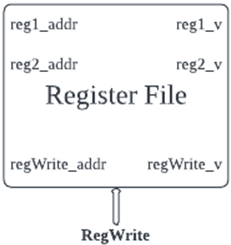 reg1_addr reg1_v
reg2_addr reg2_v
Register File
regWrite_addr regWrite_v
RegWrite